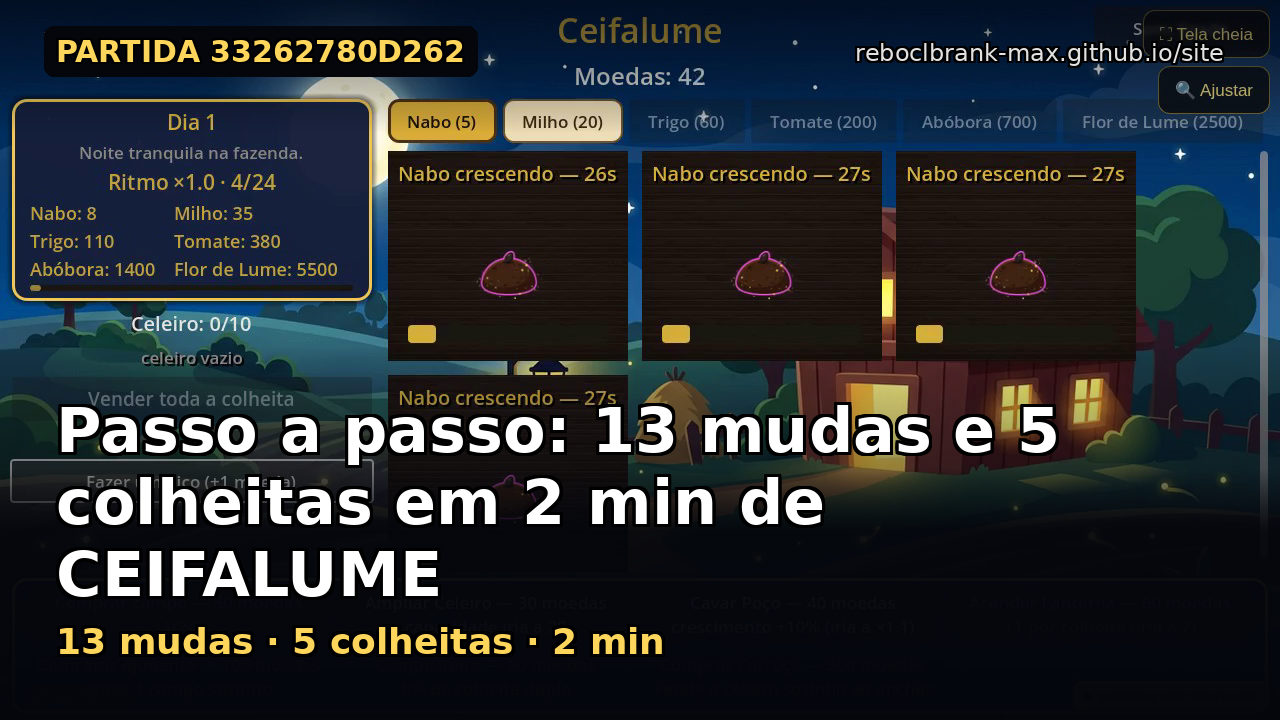 Ceifalume
PARTIDA 33262780D262
⛶ Tela cheia
reboclbrank-max.github.io/site
Moedas: 42
🔍 Ajustar
Dia 1
Noite tranquila na fazenda.
Ritmo ×1.0 · 4/24
Nabo: 8 Milho: 35
Trigo: 110 Tomate: 380
Abóbora: 1400 Flor de Lume: 5500
Nabo (5) Milho (20) Trigo (60) Tomate (200) Abóbora (700) Flor de Lume (2500)
Nabo crescendo — 26s Nabo crescendo — 27s Nabo crescendo — 27s
Celeiro: 0/10
celeiro vazio
Vender toda a colheita
Nabo crescendo — 27s
Passo a passo: 13 mudas e 5
colheitas em 2 min de
CEIFALUME
13 mudas · 5 colheitas · 2 min
Ampliar Celeiro — 30 moedas Cavar Poço — 40 moedas